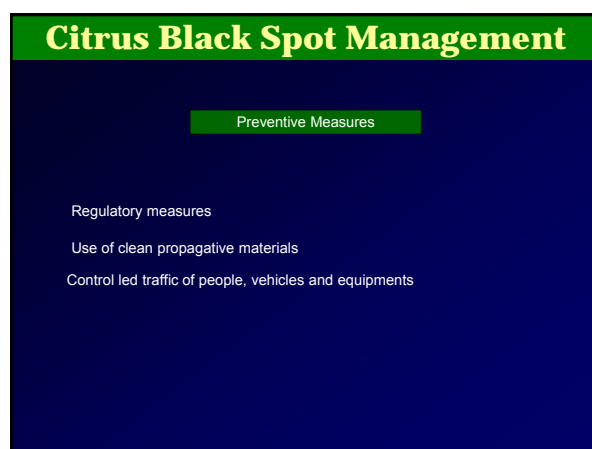 Citrus Black Spot Management
Preventive Measures
Regulatory measures
Use of clean propagative materials
Control led traffic of people, vehicles and equipments